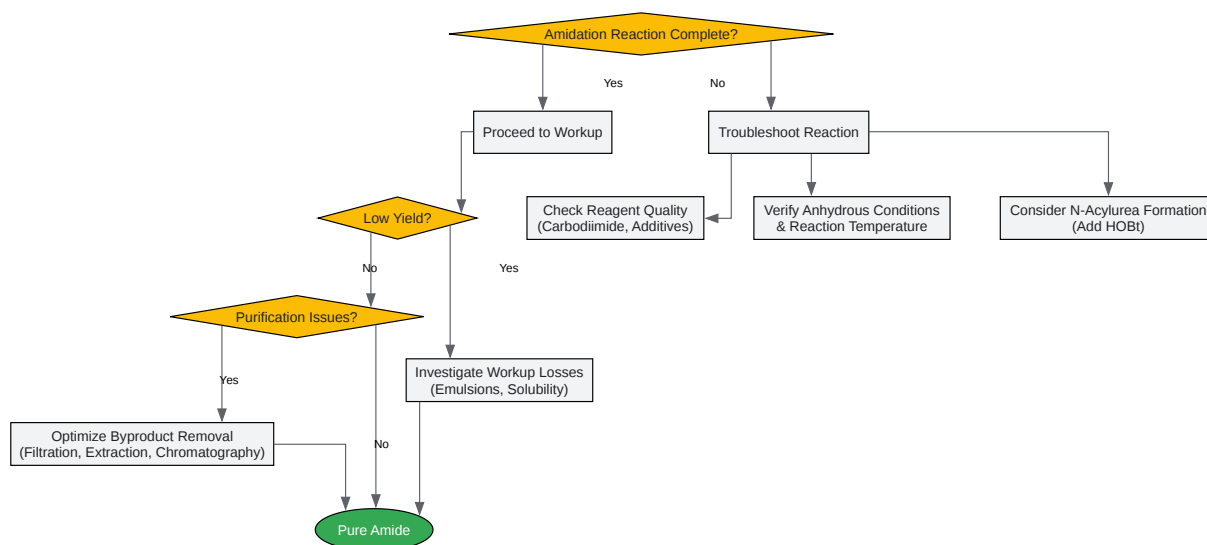 Amidation Reaction Complete?
Yes
No
Proceed to Workup
Troubleshoot Reaction
Low Yield?
Check Reagent Quality
(Carbodiimide, Additives)
Verify Anhydrous Conditions
& Reaction Temperature
Consider N-Acylurea Formation
(Add HOBt)
No
Yes
Purification Issues?
Investigate Workup Losses
(Emulsions, Solubility)
Yes
Optimize Byproduct Removal
(Filtration, Extraction, Chromatography)
No
Pure Amide